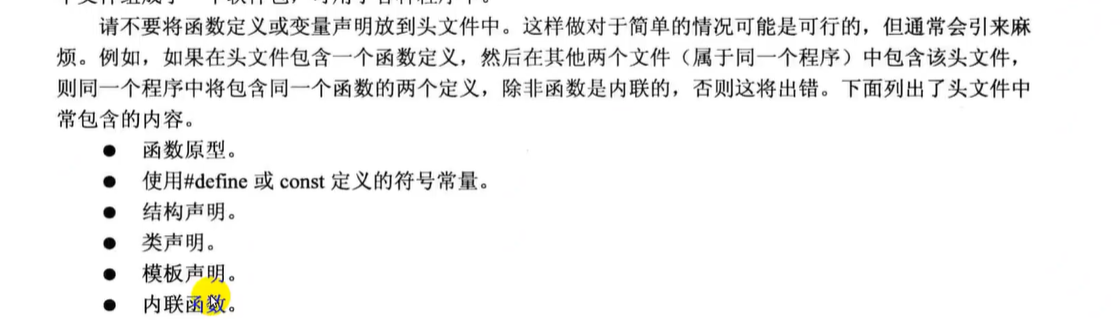 请不要将函数定义或变量声明放到头文件中。这样做对于简单的情况可能是可行的，但通常会引来麻
烦。例如，如果在头文件包含一个函数定义，然后在其他两个文件（属于同一个程序）中包含该头文件，
则同一个程序中将包含同一个函数的两个定义，除非函数是内联的，否则这将出错。下面列出了头文件中
常包含的内容。
● 函数原型。
● 使用#define 或 const 定义的符号常量。
● 结构声明。
● 类声明。
● 模板声明。
● 内联函数。